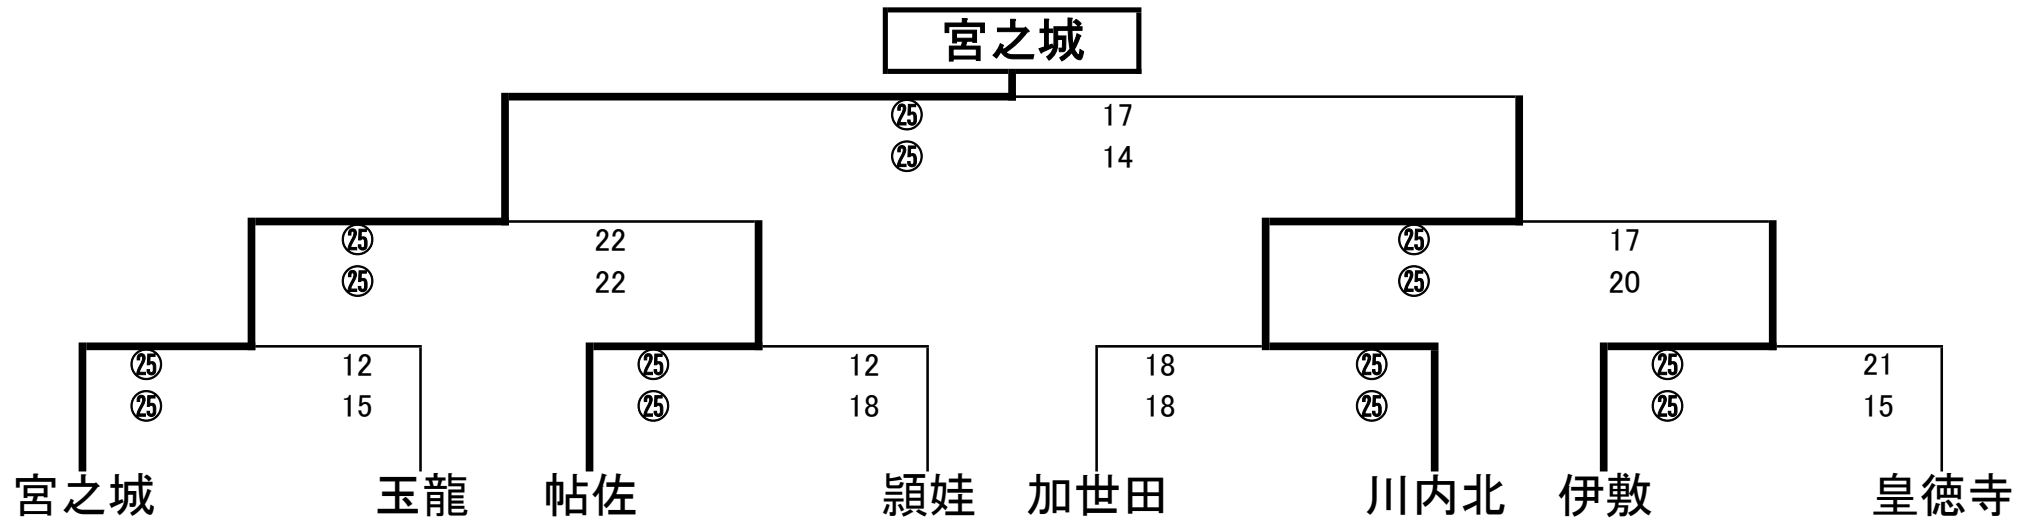 宮之城
㉕ 17
㉕ 14
㉕ 22 ㉕ 17
㉕ 22 ㉕ 20
㉕ 12 ㉕ 12 18 ㉕ ㉕ 21
㉕ 15 ㉕ 18 18 ㉕ ㉕ 15
宮之城 玉龍 帖佐 頴娃 加世田 川内北 伊敷 皇徳寺